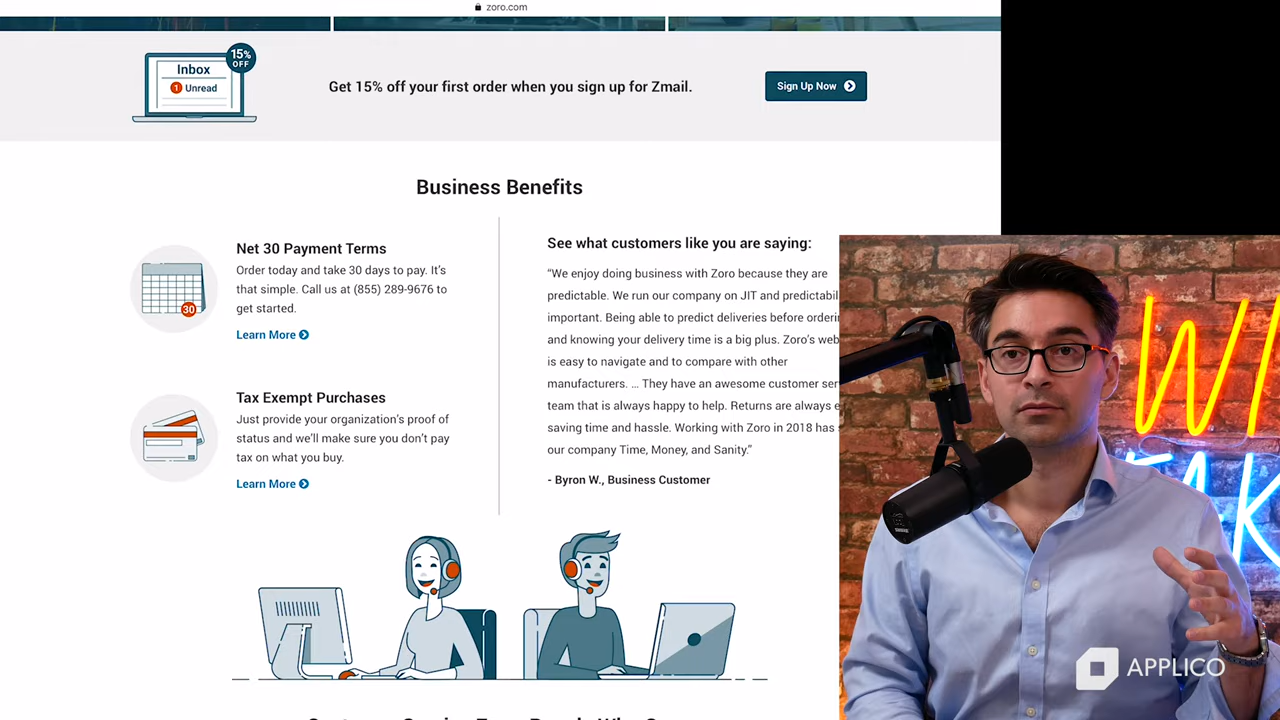 zoro.com
15%
OFF
Inbox
1 Unread
Get 15% off your first order when you sign up for Zmail.
Sign Up Now
Business Benefits
Net 30 Payment Terms
Order today and take 30 days to pay. It's
that simple. Call us at (855) 289-9676 to
get started.
Learn More
30
Tax Exempt Purchases
Just provide your organization's proof of
status and we'll make sure you don't pay
tax on what you buy.
Learn More
See what customers like you are saying:
“We enjoy doing business with Zoro because they are
predictable. We run our company on JIT and
important. Being able to predict deliveries before
and knowing your delivery time is a big plus. Zoro’s
is easy to navigate and to compare with other
manufacturers. ... They have an awesome customer
team that is always happy to help. Returns are always
saving time and hassle. Working with Zoro in 2018 has
our company Time, Money, and Sanity.”
- Byron W., Business Customer
SHURE
APPLICO